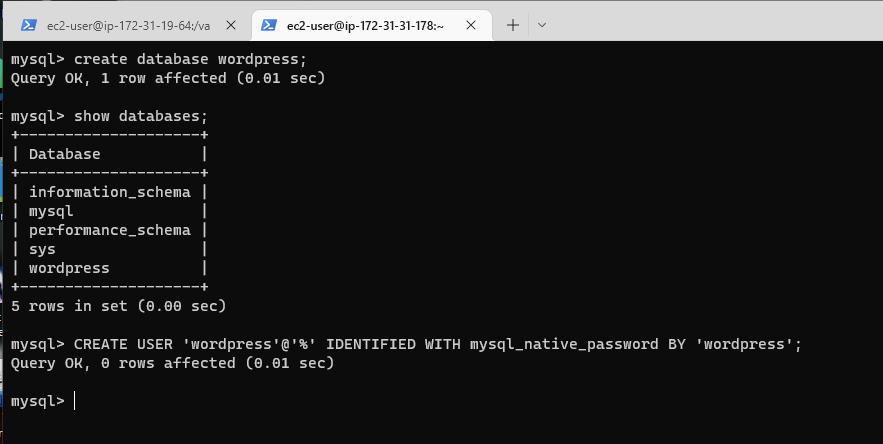 ec2-user@ip-172-31-19-64:/va
ec2-user@ip-172-31-31-178:~
mysql> create database wordpress;
Query OK, 1 row affected (0.01 sec)
mysql> show databases;
+--------------------+
| Database           |
+--------------------+
| information_schema |
| mysql              |
| performance_schema |
| sys                |
| wordpress          |
+--------------------+
5 rows in set (0.00 sec)
mysql> CREATE USER 'wordpress'@'%' IDENTIFIED WITH mysql_native_password BY 'wordpress';
Query OK, 0 rows affected (0.01 sec)
mysql>